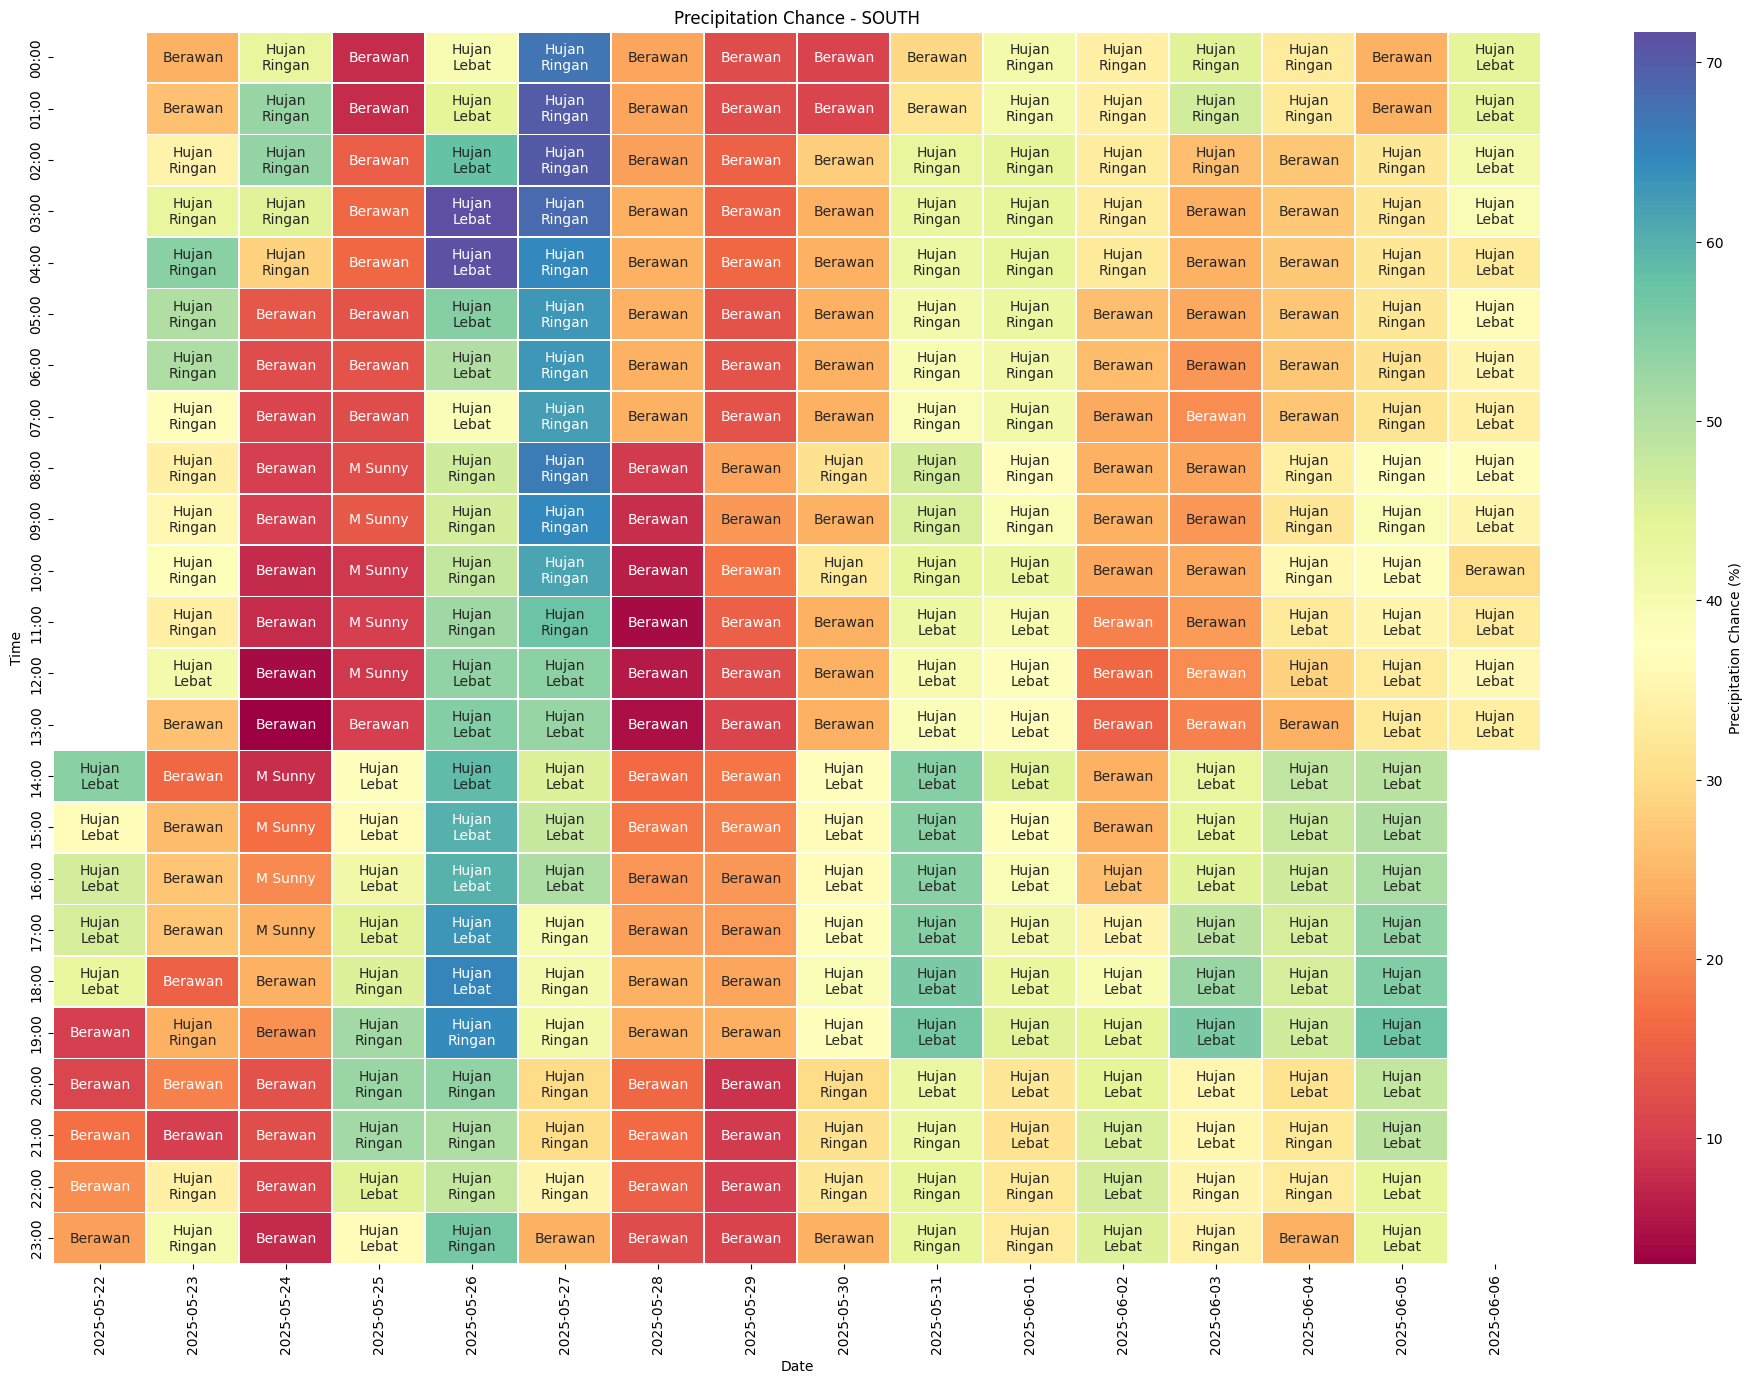 Precipitation Chance - SOUTH
00:00 Berawan Hujan Ringan Berawan Hujan Lebat Hujan Ringan Berawan Berawan Berawan Berawan Hujan Ringan Hujan Ringan Hujan Ringan Hujan Ringan Berawan Hujan Lebat
01:00 Berawan Hujan Ringan Berawan Hujan Lebat Hujan Ringan Berawan Berawan Berawan Berawan Hujan Ringan Hujan Ringan Hujan Ringan Hujan Ringan Berawan Hujan Lebat
02:00 Hujan Ringan Hujan Ringan Berawan Hujan Lebat Hujan Ringan Berawan Berawan Berawan Hujan Ringan Hujan Ringan Hujan Ringan Hujan Ringan Berawan Hujan Ringan Hujan Lebat
03:00 Hujan Ringan Hujan Ringan Berawan Hujan Lebat Hujan Ringan Berawan Berawan Berawan Hujan Ringan Hujan Ringan Hujan Ringan Berawan Berawan Hujan Ringan Hujan Lebat
04:00 Hujan Ringan Hujan Ringan Berawan Hujan Lebat Hujan Ringan Berawan Berawan Berawan Hujan Ringan Hujan Ringan Hujan Ringan Berawan Berawan Hujan Ringan Hujan Lebat
05:00 Hujan Ringan Berawan Berawan Hujan Lebat Hujan Ringan Berawan Berawan Berawan Hujan Ringan Hujan Ringan Berawan Berawan Berawan Hujan Ringan Hujan Lebat
06:00 Hujan Ringan Berawan Berawan Hujan Lebat Hujan Ringan Berawan Berawan Berawan Hujan Ringan Hujan Ringan Berawan Berawan Berawan Hujan Ringan Hujan Lebat
07:00 Hujan Ringan Berawan Berawan Hujan Lebat Hujan Ringan Berawan Berawan Berawan Hujan Ringan Hujan Ringan Berawan Berawan Berawan Hujan Ringan Hujan Lebat
08:00 Hujan Ringan Berawan M Sunny Hujan Ringan Hujan Ringan Berawan Berawan Hujan Ringan Hujan Ringan Hujan Ringan Berawan Berawan Hujan Ringan Hujan Ringan Hujan Lebat
09:00 Hujan Ringan Berawan M Sunny Hujan Ringan Hujan Ringan Berawan Berawan Berawan Hujan Ringan Hujan Ringan Berawan Berawan Hujan Ringan Hujan Ringan Hujan Lebat
10:00 Hujan Ringan Berawan M Sunny Hujan Ringan Hujan Ringan Berawan Berawan Hujan Ringan Hujan Ringan Hujan Lebat Berawan Berawan Hujan Ringan Hujan Lebat Berawan
11:00 Hujan Ringan Berawan M Sunny Hujan Ringan Hujan Ringan Berawan Berawan Berawan Hujan Lebat Hujan Lebat Berawan Berawan Hujan Lebat Hujan Lebat Hujan Lebat
12:00 Hujan Lebat Berawan M Sunny Hujan Lebat Hujan Lebat Berawan Berawan Berawan Hujan Lebat Hujan Lebat Berawan Berawan Hujan Lebat Hujan Lebat Hujan Lebat
13:00 Berawan Berawan Berawan Hujan Lebat Hujan Lebat Berawan Berawan Berawan Hujan Lebat Hujan Lebat Berawan Berawan Berawan Hujan Lebat Hujan Lebat
14:00 Hujan Lebat Berawan M Sunny Hujan Lebat Hujan Lebat Hujan Lebat Berawan Berawan Hujan Lebat Hujan Lebat Hujan Lebat Berawan Hujan Lebat Hujan Lebat Hujan Lebat
15:00 Hujan Lebat Berawan M Sunny Hujan Lebat Hujan Lebat Hujan Lebat Berawan Berawan Hujan Lebat Hujan Lebat Hujan Lebat Berawan Hujan Lebat Hujan Lebat Hujan Lebat
16:00 Hujan Lebat Berawan M Sunny Hujan Lebat Hujan Lebat Hujan Lebat Berawan Berawan Hujan Lebat Hujan Lebat Hujan Lebat Hujan Lebat Hujan Lebat Hujan Lebat Hujan Lebat
17:00 Hujan Lebat Berawan M Sunny Hujan Lebat Hujan Lebat Hujan Ringan Berawan Berawan Hujan Lebat Hujan Lebat Hujan Lebat Hujan Lebat Hujan Lebat Hujan Lebat Hujan Lebat
18:00 Hujan Lebat Berawan Berawan Hujan Ringan Hujan Lebat Hujan Ringan Berawan Berawan Hujan Lebat Hujan Lebat Hujan Lebat Hujan Lebat Hujan Lebat Hujan Lebat Hujan Lebat
19:00 Berawan Hujan Ringan Berawan Hujan Ringan Hujan Ringan Hujan Ringan Berawan Berawan Hujan Lebat Hujan Lebat Hujan Lebat Hujan Lebat Hujan Lebat Hujan Lebat Hujan Lebat
20:00 Berawan Berawan Berawan Hujan Ringan Hujan Ringan Hujan Ringan Berawan Berawan Hujan Ringan Hujan Lebat Hujan Lebat Hujan Lebat Hujan Lebat Hujan Lebat Hujan Lebat
21:00 Berawan Berawan Berawan Hujan Ringan Hujan Ringan Hujan Ringan Berawan Berawan Hujan Ringan Hujan Ringan Hujan Lebat Hujan Lebat Hujan Lebat Hujan Ringan Hujan Lebat
22:00 Berawan Hujan Ringan Berawan Hujan Lebat Hujan Ringan Hujan Ringan Berawan Berawan Hujan Ringan Hujan Ringan Hujan Ringan Hujan Lebat Hujan Ringan Hujan Ringan Hujan Lebat
23:00 Berawan Hujan Ringan Berawan Hujan Lebat Hujan Ringan Berawan Berawan Berawan Berawan Hujan Ringan Hujan Ringan Hujan Lebat Hujan Ringan Berawan Hujan Lebat
2025-05-22 2025-05-23 2025-05-24 2025-05-25 2025-05-26 2025-05-27 2025-05-28 2025-05-29 2025-05-30 2025-05-31 2025-06-01 2025-06-02 2025-06-03 2025-06-04 2025-06-05 2025-06-06
Date
Time
70
60
50
40
30
20
10
Precipitation Chance (%)